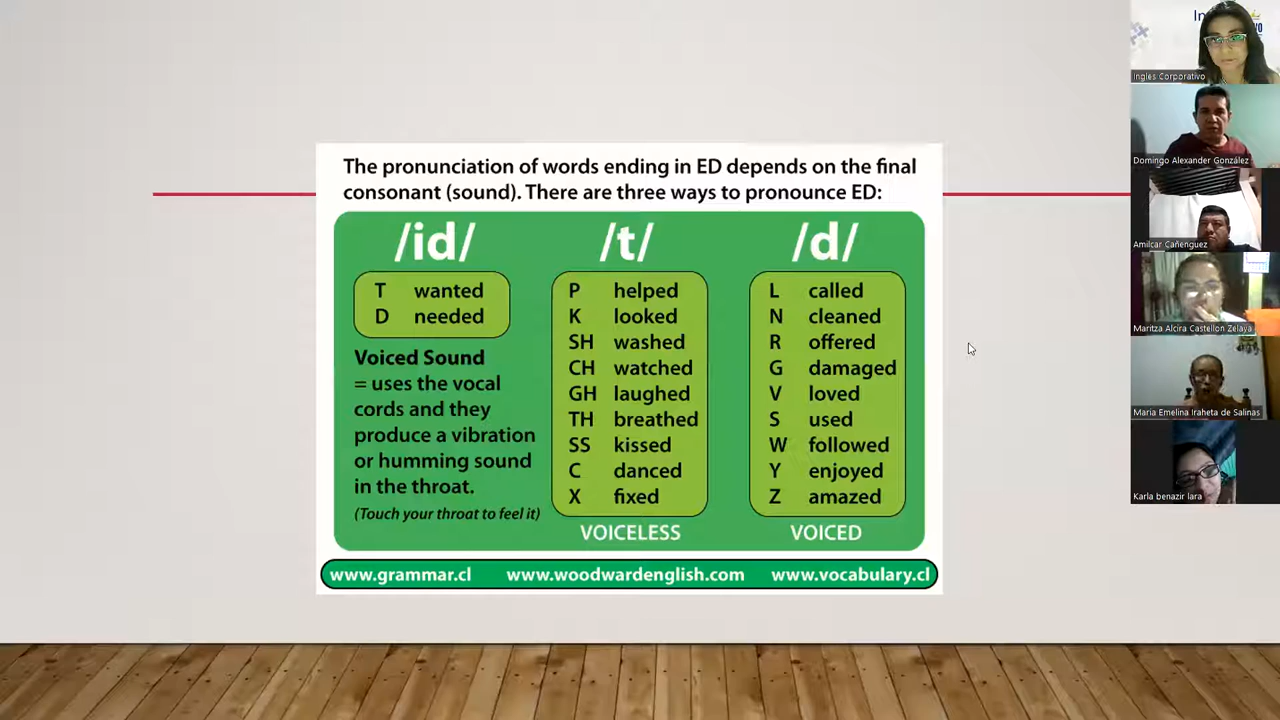 The pronunciation of words ending in ED depends on the final
consonant (sound). There are three ways to pronounce ED:
/id/
T wanted
D needed
Voiced Sound
= uses the vocal
cords and they
produce a vibration
or humming sound
in the throat.
(Touch your throat to feel it)
/t/
P helped
K looked
SH washed
CH watched
GH laughed
TH breathed
SS kissed
C danced
X fixed
VOICELESS
/d/
L called
N cleaned
R offered
G damaged
V loved
S used
W followed
Y enjoyed
Z amazed
VOICED
www.grammar.cl www.woodwardenglish.com www.vocabulary.cl
Ingles Corporativo
Domingo Alexander González
Amilcar Cañenguez
Maritza Alcira Castellon Zelaya
Maria Emelina Iraheta de Salinas
Karla benazir lara